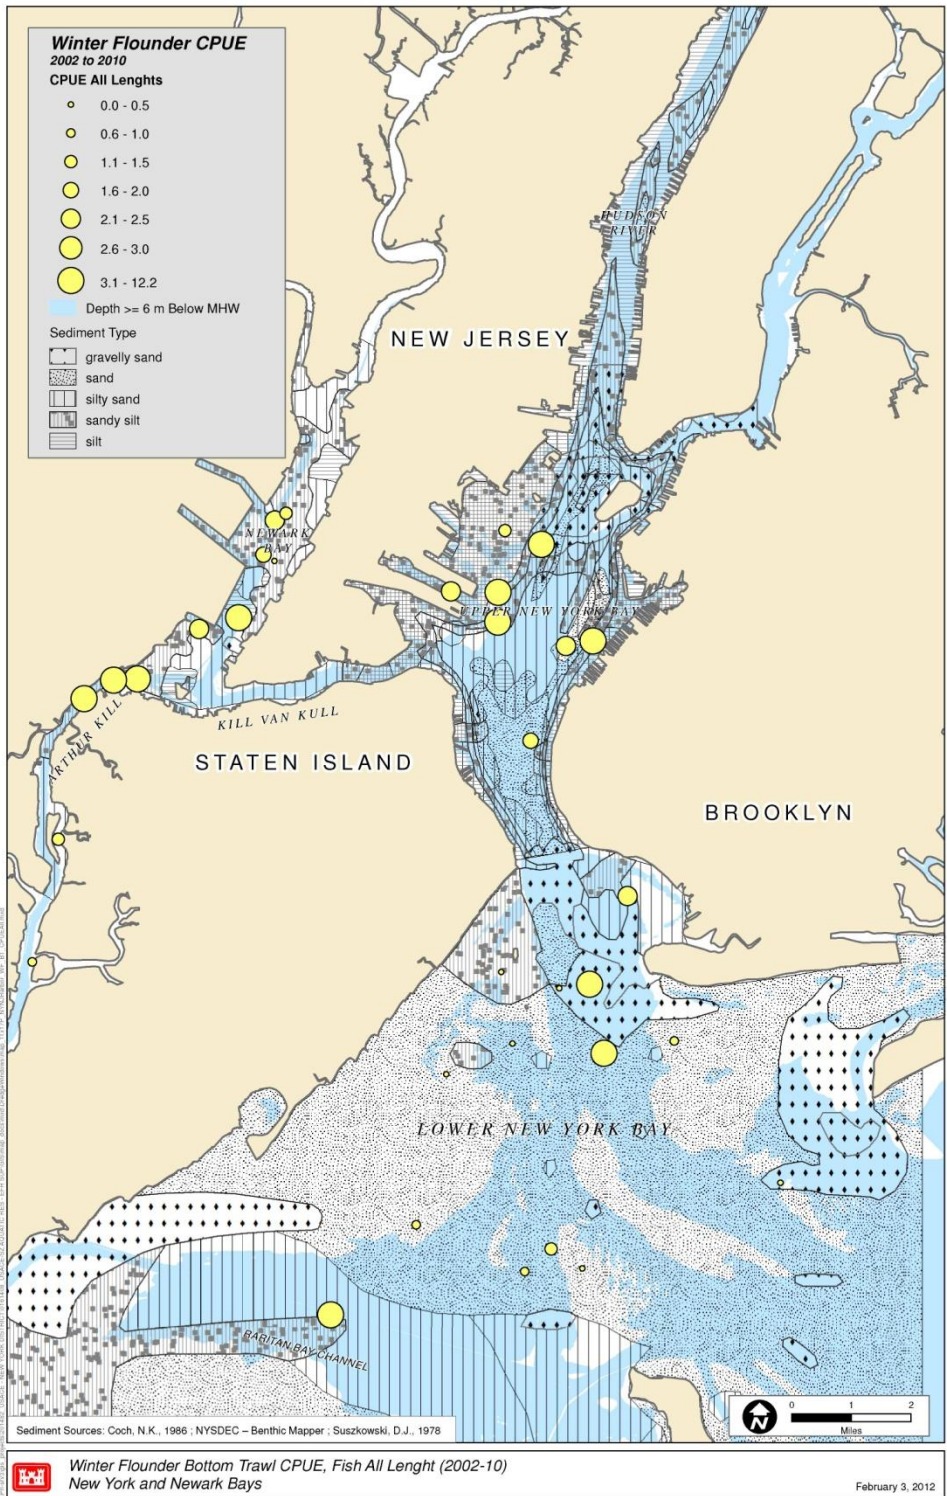 Winter Flounder CPUE
2002 to 2010
CPUE All Lenghts
0.0 - 0.5
0.6 - 1.0
1.1 - 1.5
1.6 - 2.0
2.1 - 2.5
2.6 - 3.0
3.1 - 12.2
Depth >= 6 m Below MHW
Sediment Type
gravelly sand
sand
silty sand
sandy silt
silt
HUDSON
RIVER
NEW JERSEY
NEWARK
BAY
UPPER NEW YORK BAY
ARTHUR KILL
KILL VAN KULL
STATEN ISLAND
BROOKLYN
LOWER NEW YORK BAY
RARITAN BAY CHANNEL
N
0 1 2
Miles
Sediment Sources: Coch, N.K., 1986 ; NYSDEC – Benthic Mapper ; Suszkowski, D.J., 1978
Winter Flounder Bottom Trawl CPUE, Fish All Lenght (2002-10)
New York and Newark Bays
February 3, 2012